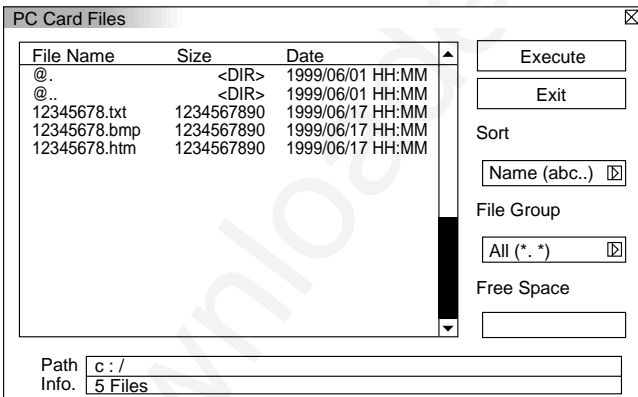 PC Card Files
File Name Size Date
@. <DIR> 1999/06/01 HH:MM
@.. <DIR> 1999/06/01 HH:MM
12345678.txt 1234567890 1999/06/17 HH:MM
12345678.bmp 1234567890 1999/06/17 HH:MM
12345678.htm 1234567890 1999/06/17 HH:MM
Execute
Exit
Sort
Name (abc..)
File Group
All (*. *)
Free Space
Path c : /
Info. 5 Files